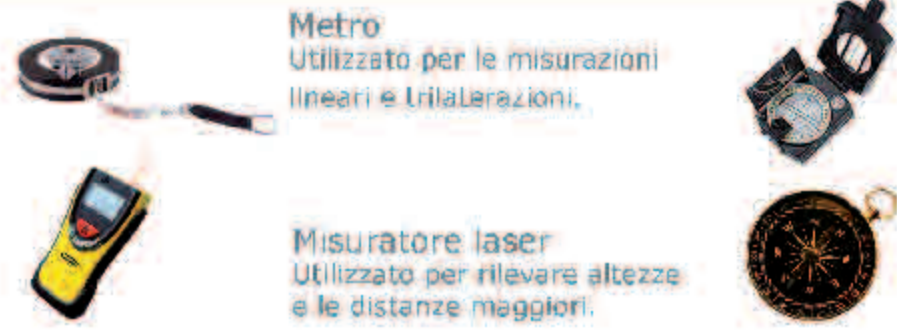 Metro
Utilizzato per le misurazioni
lineari e trilaterazioni.
Misuratore laser
Utilizzato per rilevare altezze
e le distanze maggiori.